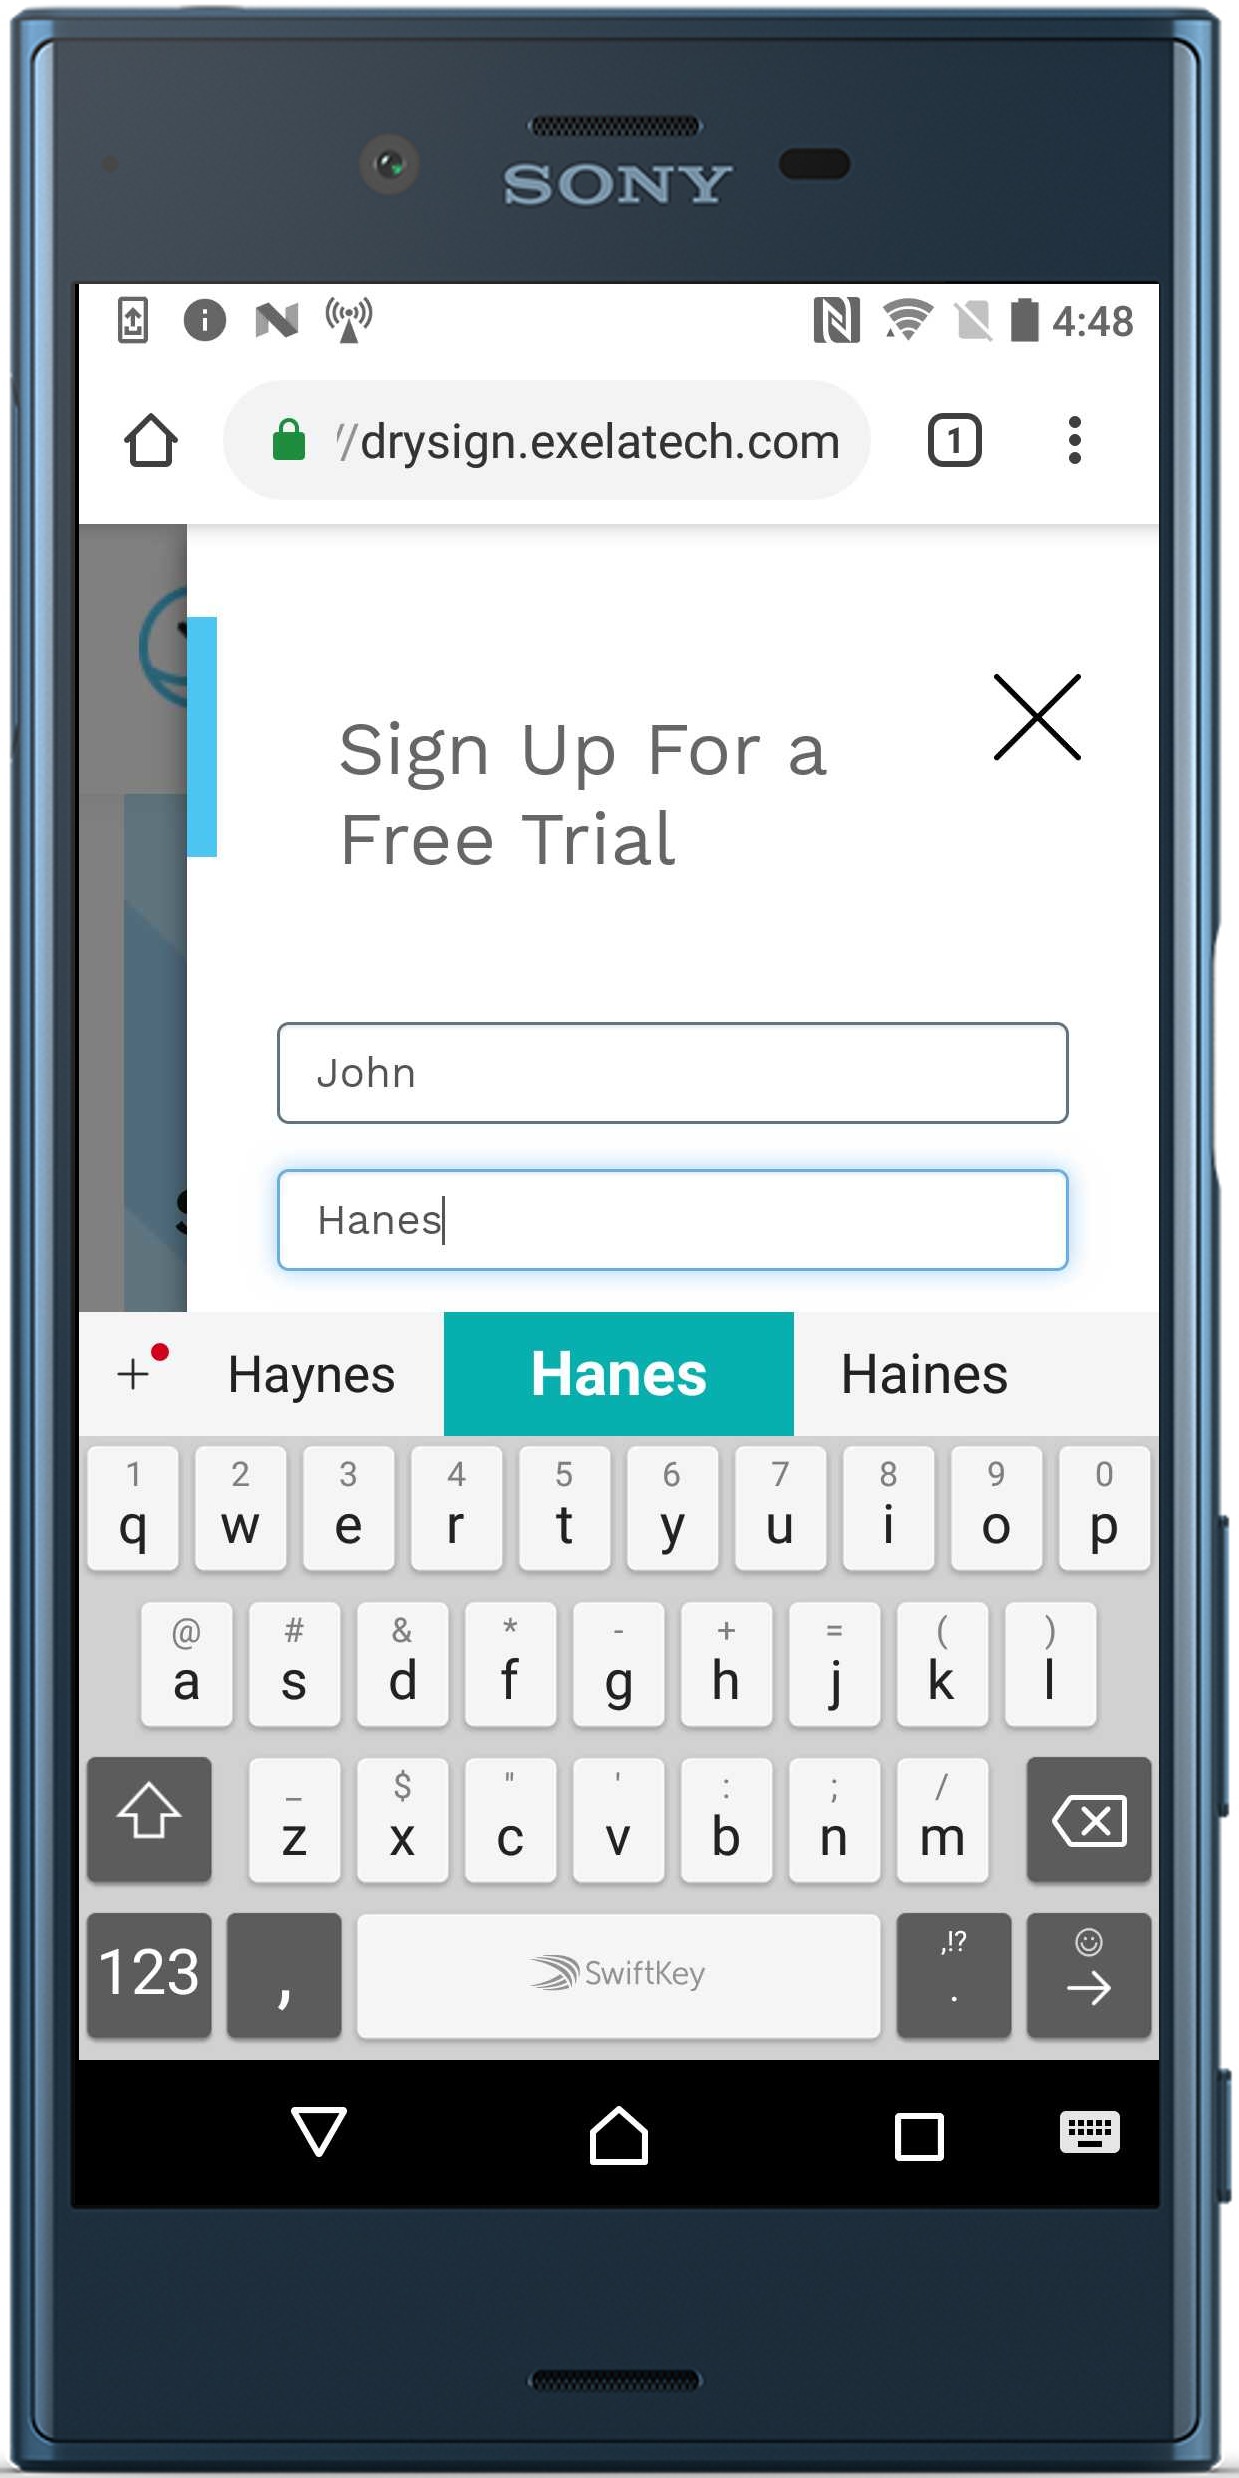 SONY
4:48
//drysign.exelatech.com
1
Sign Up For a
Free Trial
John
Hanes
+ Haynes Hanes Haines
1 2 3 4 5 6 7 8 9 0
q w e r t y u i o p
@ # & * - + = ( )
a s d f g h j k l
_ $ " ' : ; /
z x c v b n m
123 , SwiftKey ,!? .